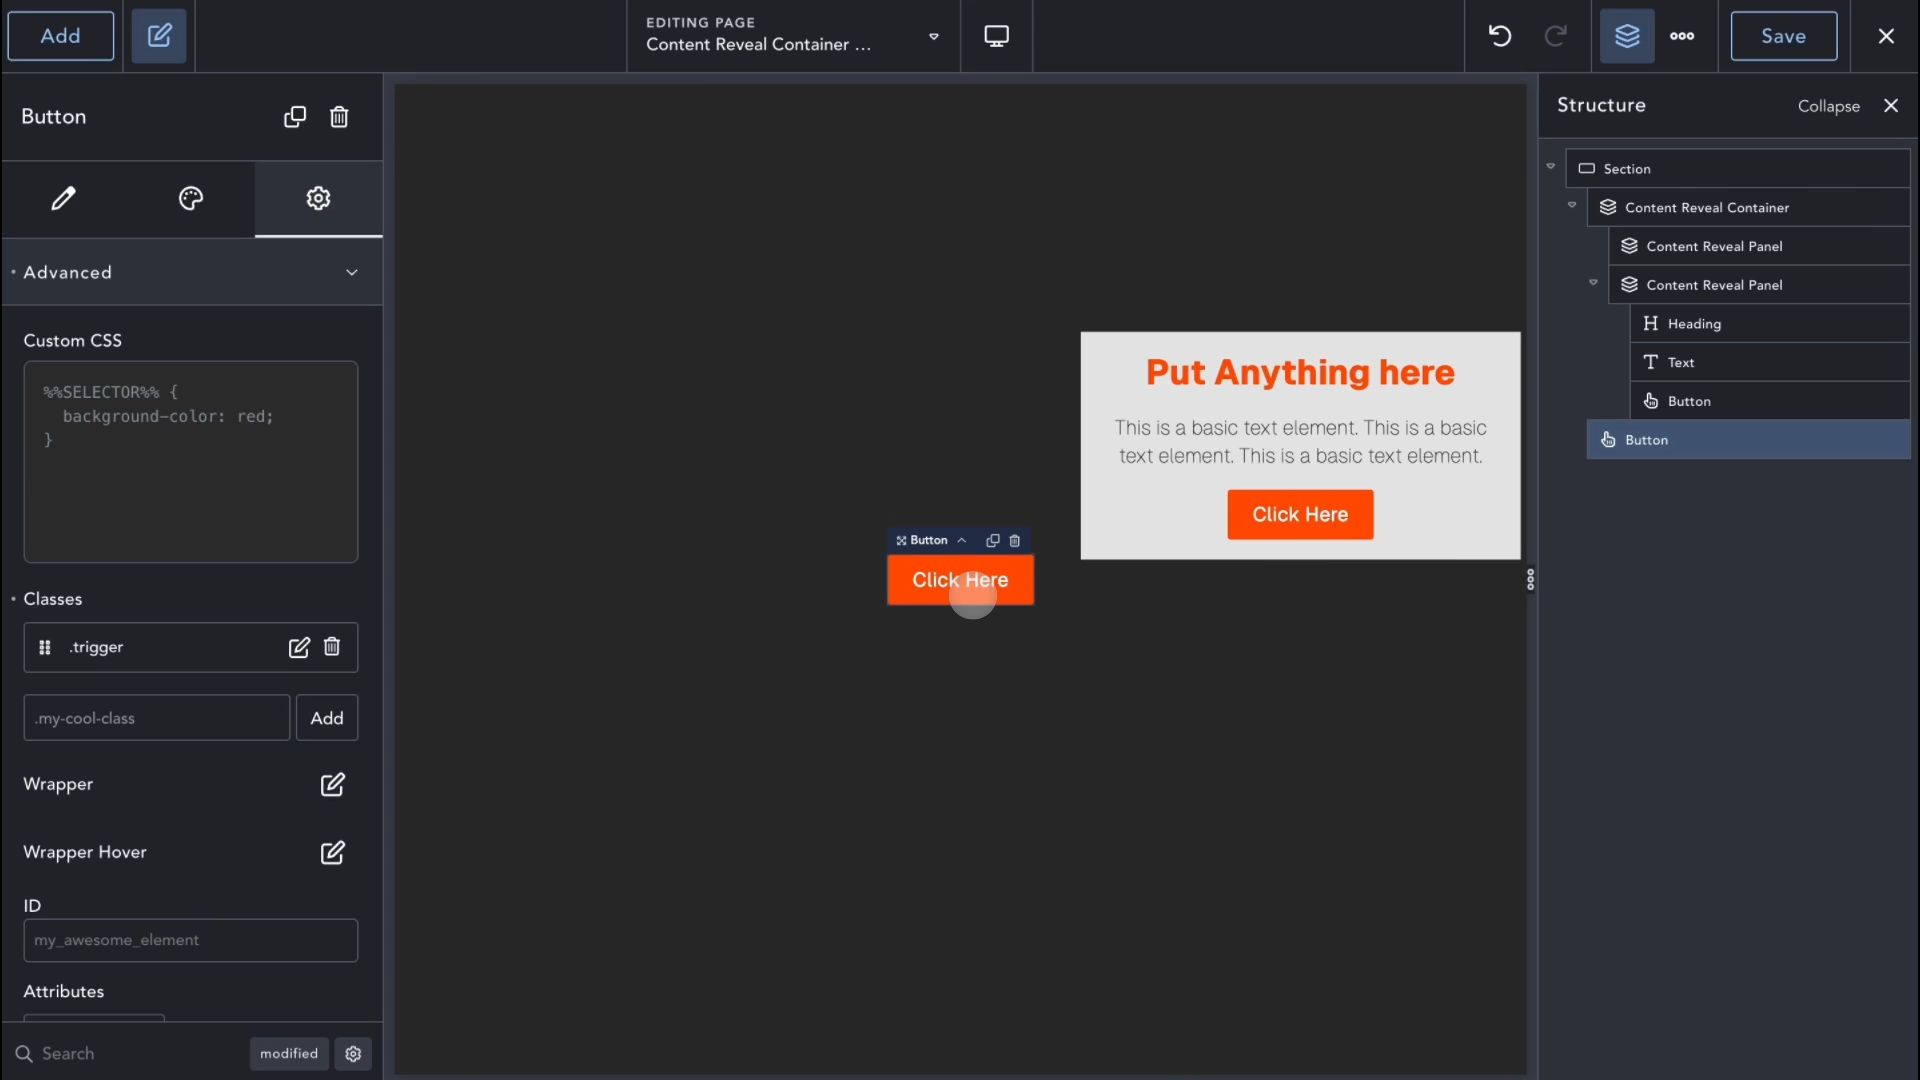 Add
EDITING PAGE
Content Reveal Container ...
Save
Button
Advanced
Custom CSS
%%SELECTOR%% {
background-color: red;
}
Classes
.trigger
.my-cool-class
Add
Wrapper
Wrapper Hover
ID
my_awesome_element
Attributes
Search
modified
Put Anything here
This is a basic text element. This is a basic
text element. This is a basic text element.
Click Here
Button
Click Here
Structure
Collapse
Section
Content Reveal Container
Content Reveal Panel
Content Reveal Panel
Heading
Text
Button
Button